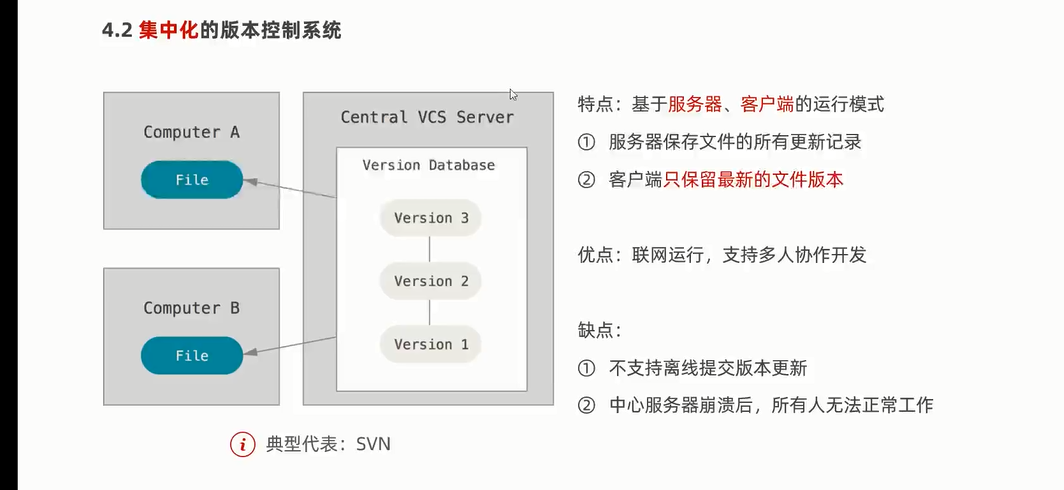 4.2 集中化的版本控制系统
Computer A
File
Computer B
File
Central VCS Server
Version Database
Version 3
Version 2
Version 1
i 典型代表：SVN
特点：基于服务器、客户端的运行模式
① 服务器保存文件的所有更新记录
② 客户端只保留最新的文件版本
优点：联网运行，支持多人协作开发
缺点：
① 不支持离线提交版本更新
② 中心服务器崩溃后，所有人无法正常工作